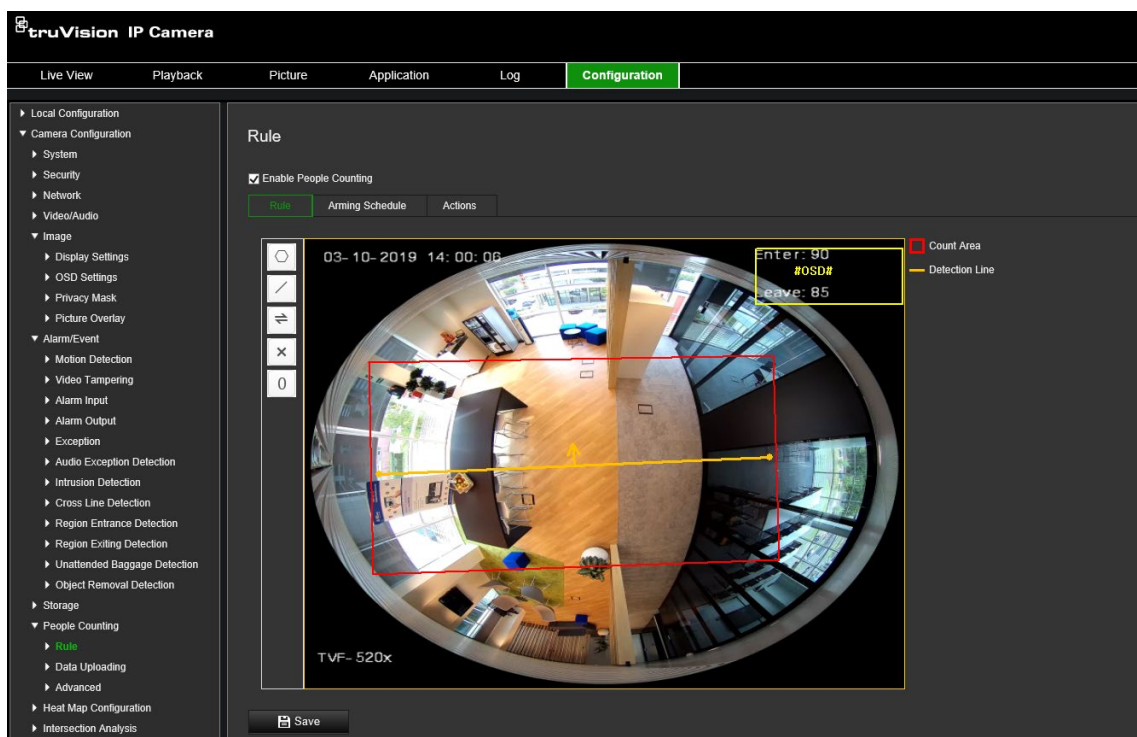 truVision IP Camera
Live View Playback Picture Application Log Configuration
Local Configuration
Camera Configuration
System
Security
Network
Video/Audio
Image
Display Settings
OSD Settings
Privacy Mask
Picture Overlay
Alarm/Event
Motion Detection
Video Tampering
Alarm Input
Alarm Output
Exception
Audio Exception Detection
Intrusion Detection
Cross Line Detection
Region Entrance Detection
Region Exiting Detection
Unattended Baggage Detection
Object Removal Detection
Storage
People Counting
Rule
Data Uploading
Advanced
Heat Map Configuration
Intersection Analysis
Rule
Enable People Counting
Rule Arming Schedule Actions
0
03-10-2019 14:00:06
Enter: 90
#OSD#
Leave: 85
TVF-520x
Count Area
Detection Line
Save